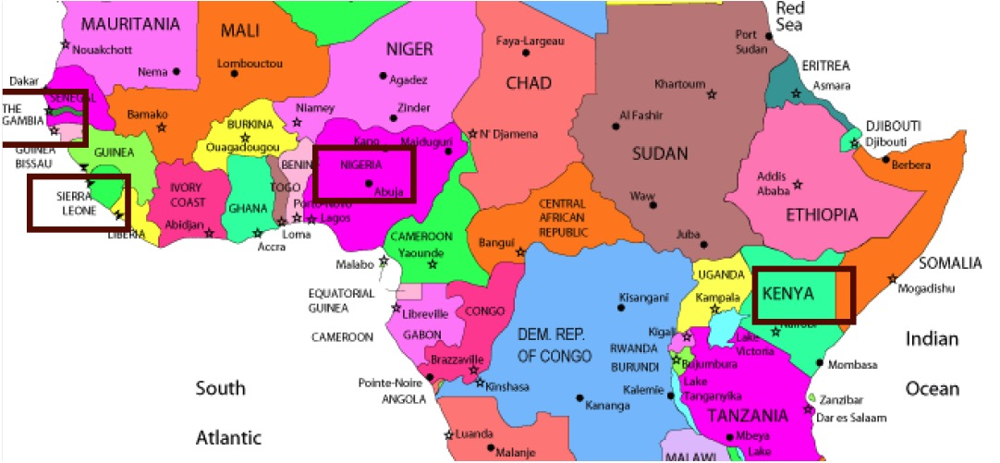 Red
Sea
MAURITANIA
Nouakchott
Nema
MALI
Lombouctou
NIGER
Agadez
Zinder
Niamey
Faya-Largeau
CHAD
N'Djamena
Port
Sudan
Khartoum
Al Fashir
SUDAN
Waw
Juba
ERITREA
Asmara
DJIBOUTI
Djibouti
Berbera
Addis
Ababa
ETHIOPIA
SOMALIA
Mogadishu
Dakar
SENEGAL
THE
GAMBIA
GUINEA
BISSAU
Bamako
GUINEA
BURKINA
Ouagadougou
SIERRA
LEONE
LIBERIA
IVORY
COAST
Abidjan
GHANA
Accra
TOGO
BENIN
Loma
Porto-Novo
Lagos
Kano
Maiduguri
NIGERIA
Abuja
CENTRAL
AFRICAN
REPUBLIC
Bangui
CAMEROON
Yaounde
Malabo
EQUATORIAL
GUINEA
Libreville
GABON
CAMEROON
CONGO
Brazzaville
Pointe-Noire
ANGOLA
Kinshasa
Kisangani
DEM. REP.
OF CONGO
Kananga
Kalemie
UGANDA
Kampala
KENYA
Nairobi
Kigali
RWANDA
BURUNDI
Bujumbura
Lake
Victoria
Lake
Tanganyika
Mombasa
Zanzibar
Dar es Salaam
TANZANIA
Mbeya
Lake
MALAWI
Luanda
Malanje
South
Atlantic
Indian
Ocean